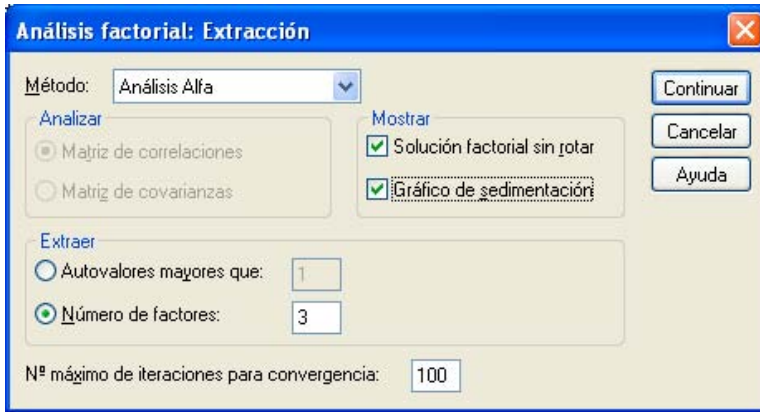 Análisis factorial: Extracción
Método: Análisis Alfa
Continuar
Analizar
Matriz de correlaciones
Matriz de covarianzas
Mostrar
Solución factorial sin rotar
Gráfico de sedimentación
Cancelar
Ayuda
Extraer
Autovalores mayores que: 1
Número de factores: 3
Nº máximo de iteraciones para convergencia: 100